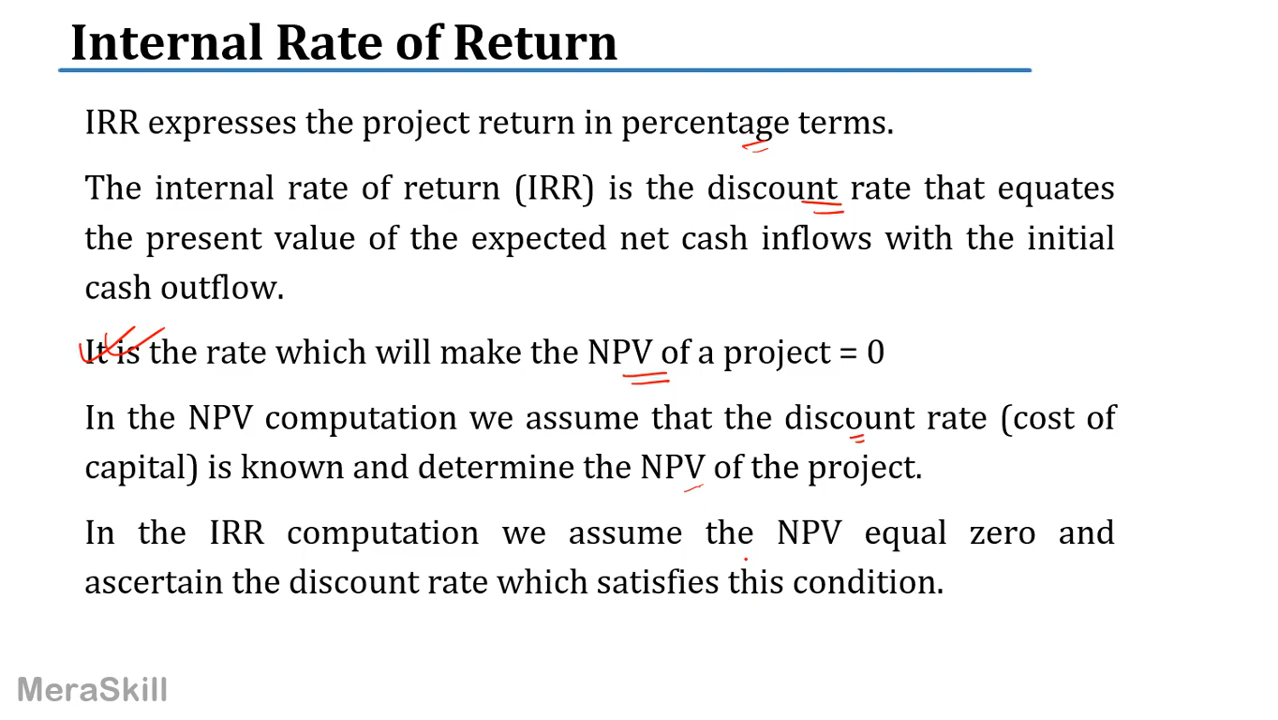 Internal Rate of Return
IRR expresses the project return in percentage terms.
The internal rate of return (IRR) is the discount rate that equates
the present value of the expected net cash inflows with the initial
cash outflow.
It is the rate which will make the NPV of a project = 0
In the NPV computation we assume that the discount rate (cost of
capital) is known and determine the NPV of the project.
In the IRR computation we assume the NPV equal zero and
ascertain the discount rate which satisfies this condition.
MeraSkill